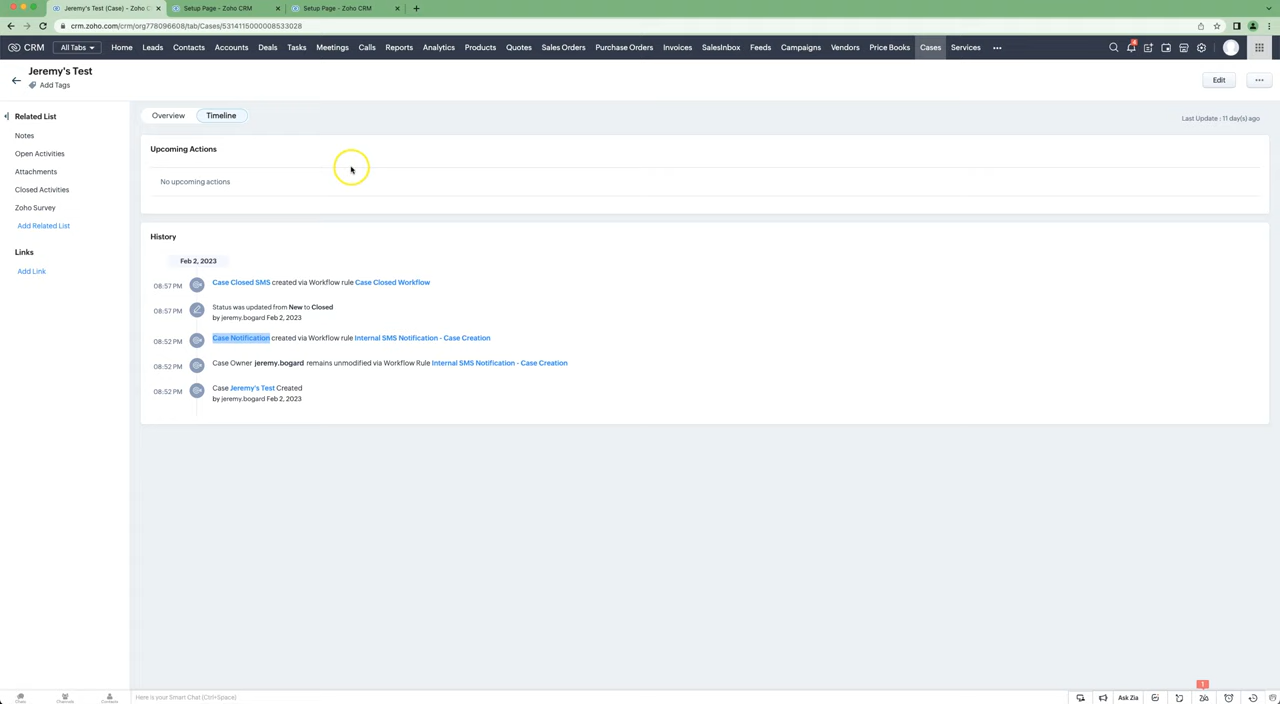 Jeremy's Test (Case) - Zoho C
Setup Page - Zoho CRM
Setup Page - Zoho CRM
crm.zoho.com/crm/org778096608/tab/Cases/5314115000008533028
CRM All Tabs Home Leads Contacts Accounts Deals Tasks Meetings Calls Reports Analytics Products Quotes Sales Orders Purchase Orders Invoices SalesInbox Feeds Campaigns Vendors Price Books Cases Services •••
Jeremy's Test
Add Tags
Edit
Related List
Notes
Open Activities
Attachments
Closed Activities
Zoho Survey
Add Related List
Links
Add Link
Overview Timeline
Last Update : 11 day(s) ago
Upcoming Actions
No upcoming actions
History
Feb 2, 2023
08:57 PM Case Closed SMS created via Workflow rule Case Closed Workflow
08:57 PM Status was updated from New to Closed
by jeremy.bogard Feb 2, 2023
08:52 PM Case Notification created via Workflow rule Internal SMS Notification - Case Creation
08:52 PM Case Owner jeremy.bogard remains unmodified via Workflow Rule Internal SMS Notification - Case Creation
08:52 PM Case Jeremy's Test Created
by jeremy.bogard Feb 2, 2023
Chats Channels Contacts
Here is your Smart Chat (Ctrl+Space)
Ask Zia
1